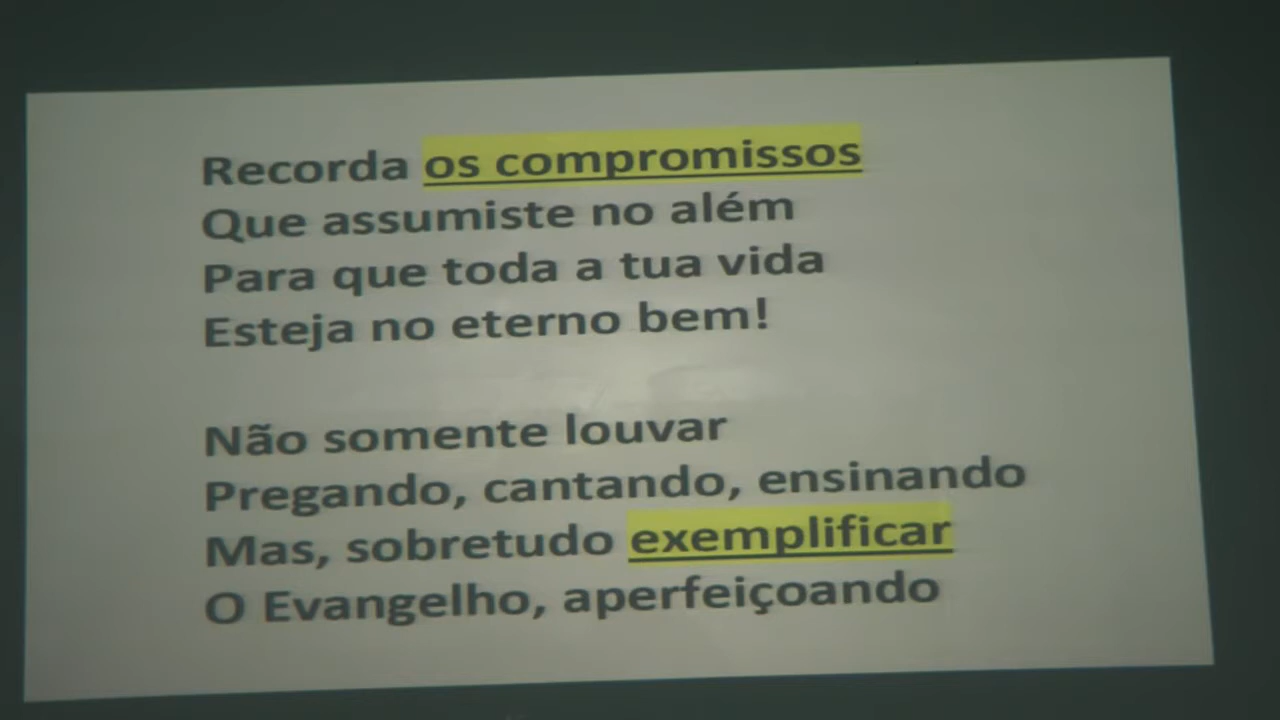 Recorda os compromissos
Que assumiste no além
Para que toda a tua vida
Esteja no eterno bem!
Não somente louvar
Pregando, cantando, ensinando
Mas, sobretudo exemplificar
O Evangelho, aperfeiçoando